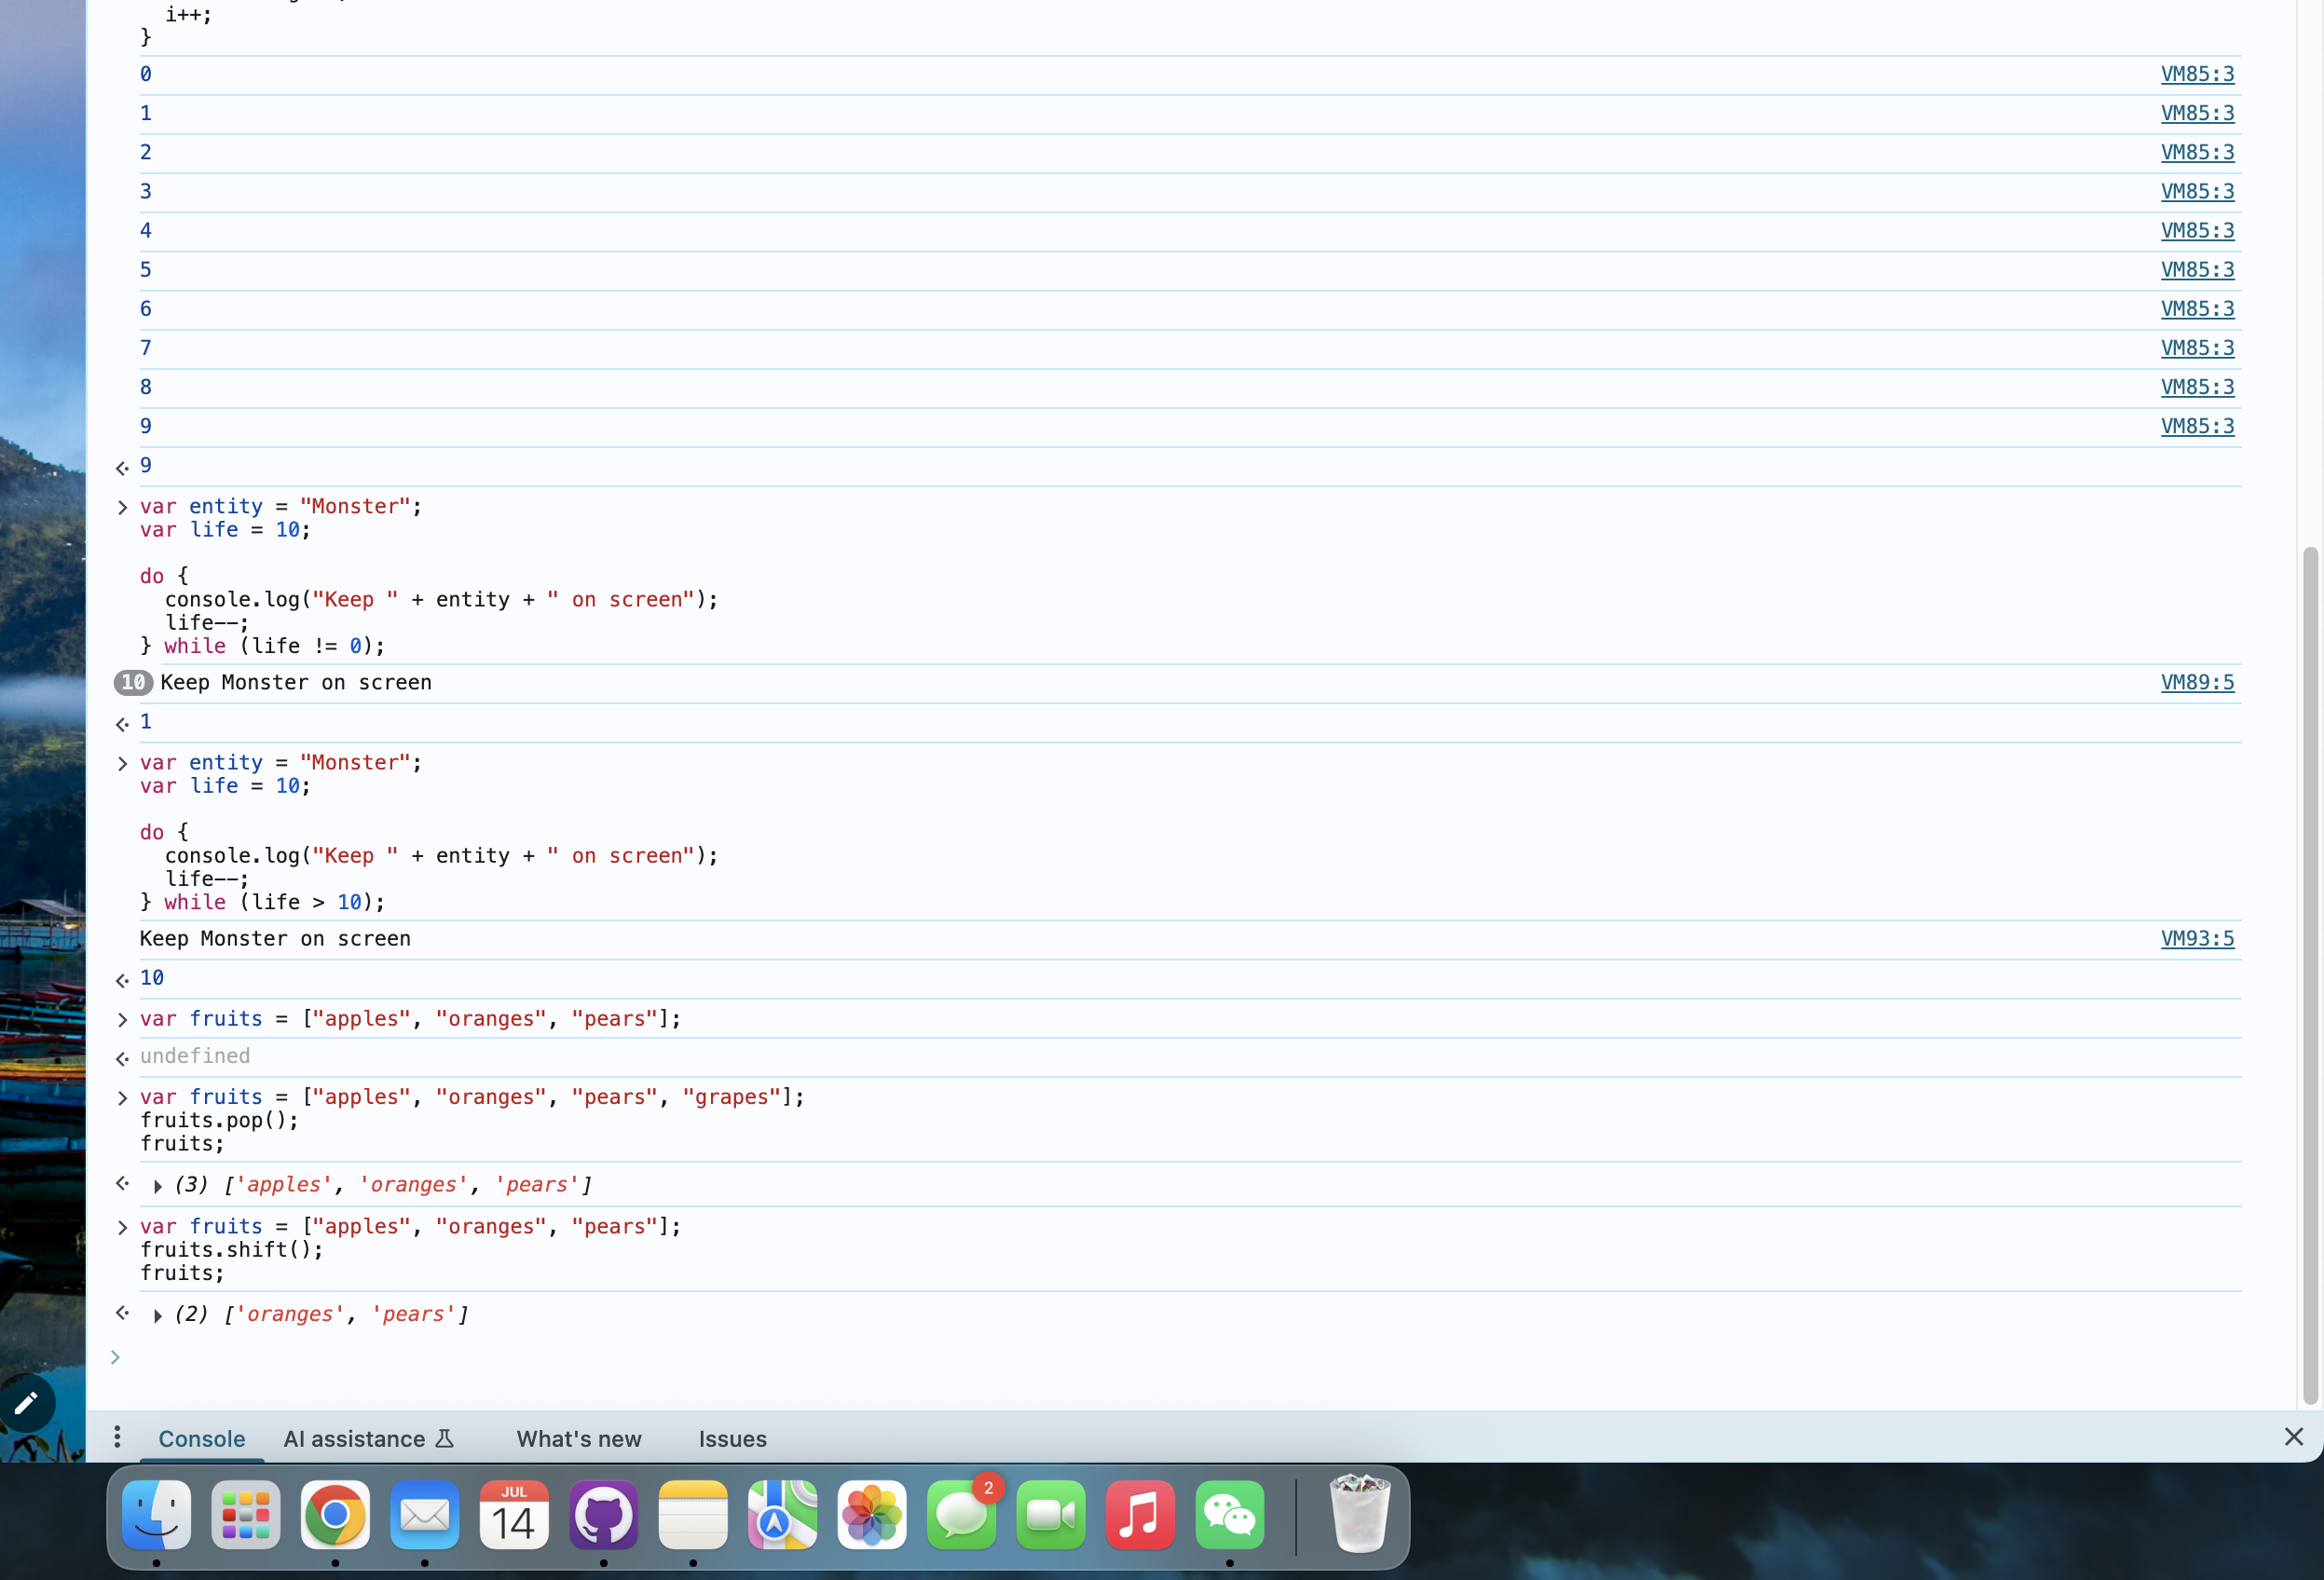 i++;
}
0 VM85:3
1 VM85:3
2 VM85:3
3 VM85:3
4 VM85:3
5 VM85:3
6 VM85:3
7 VM85:3
8 VM85:3
9 VM85:3
9
var entity = "Monster";
var life = 10;
do {
console.log("Keep " + entity + " on screen");
life--;
} while (life != 0);
10 Keep Monster on screen VM89:5
1
var entity = "Monster";
var life = 10;
do {
console.log("Keep " + entity + " on screen");
life--;
} while (life > 10);
Keep Monster on screen VM93:5
10
var fruits = ["apples", "oranges", "pears"];
undefined
var fruits = ["apples", "oranges", "pears", "grapes"];
fruits.pop();
fruits;
(3) ['apples', 'oranges', 'pears']
var fruits = ["apples", "oranges", "pears"];
fruits.shift();
fruits;
(2) ['oranges', 'pears']
Console AI assistance What's new Issues
JUL
14
2